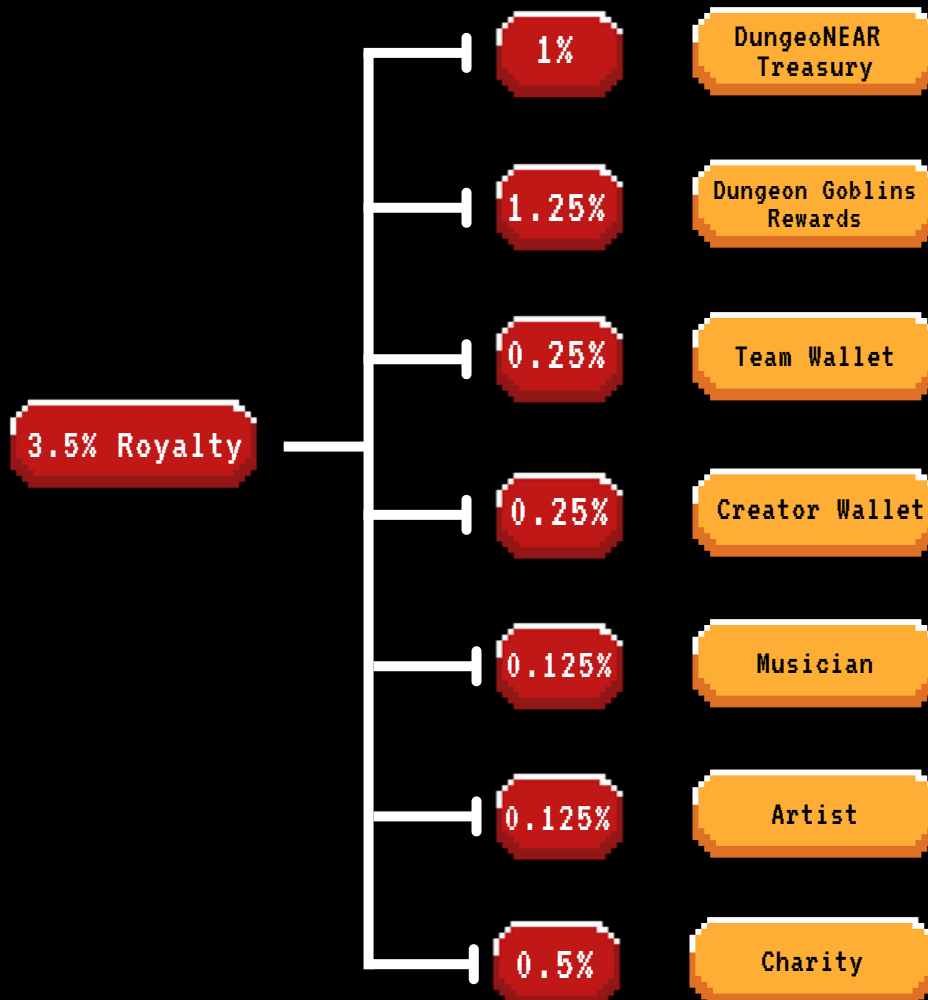 3.5% Royalty
1%
DungeoNEAR
Treasury
1.25%
Dungeon Goblins
Rewards
0.25%
Team Wallet
0.25%
Creator Wallet
0.125%
Musician
0.125%
Artist
0.5%
Charity